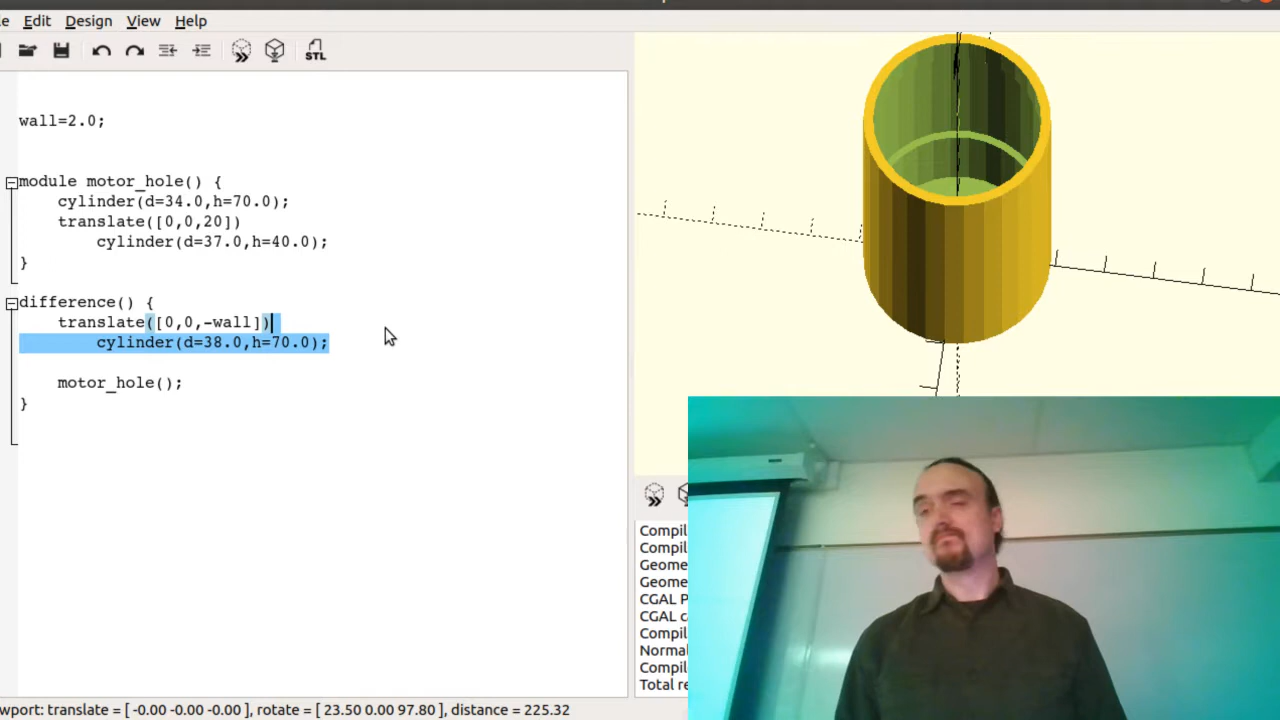 Edit Design View Help
STL
wall=2.0;
module motor_hole() {
cylinder(d=34.0,h=70.0);
translate([0,0,20])
cylinder(d=37.0,h=40.0);
}
difference() {
translate([0,0,-wall])
cylinder(d=38.0,h=70.0);
motor_hole();
}
Compil
Compil
Geome
Geome
CGAL P
CGAL c
Compil
Normal
Compil
Total re
wport: translate = [ -0.00 -0.00 -0.00 ], rotate = [ 23.50 0.00 97.80 ], distance = 225.32